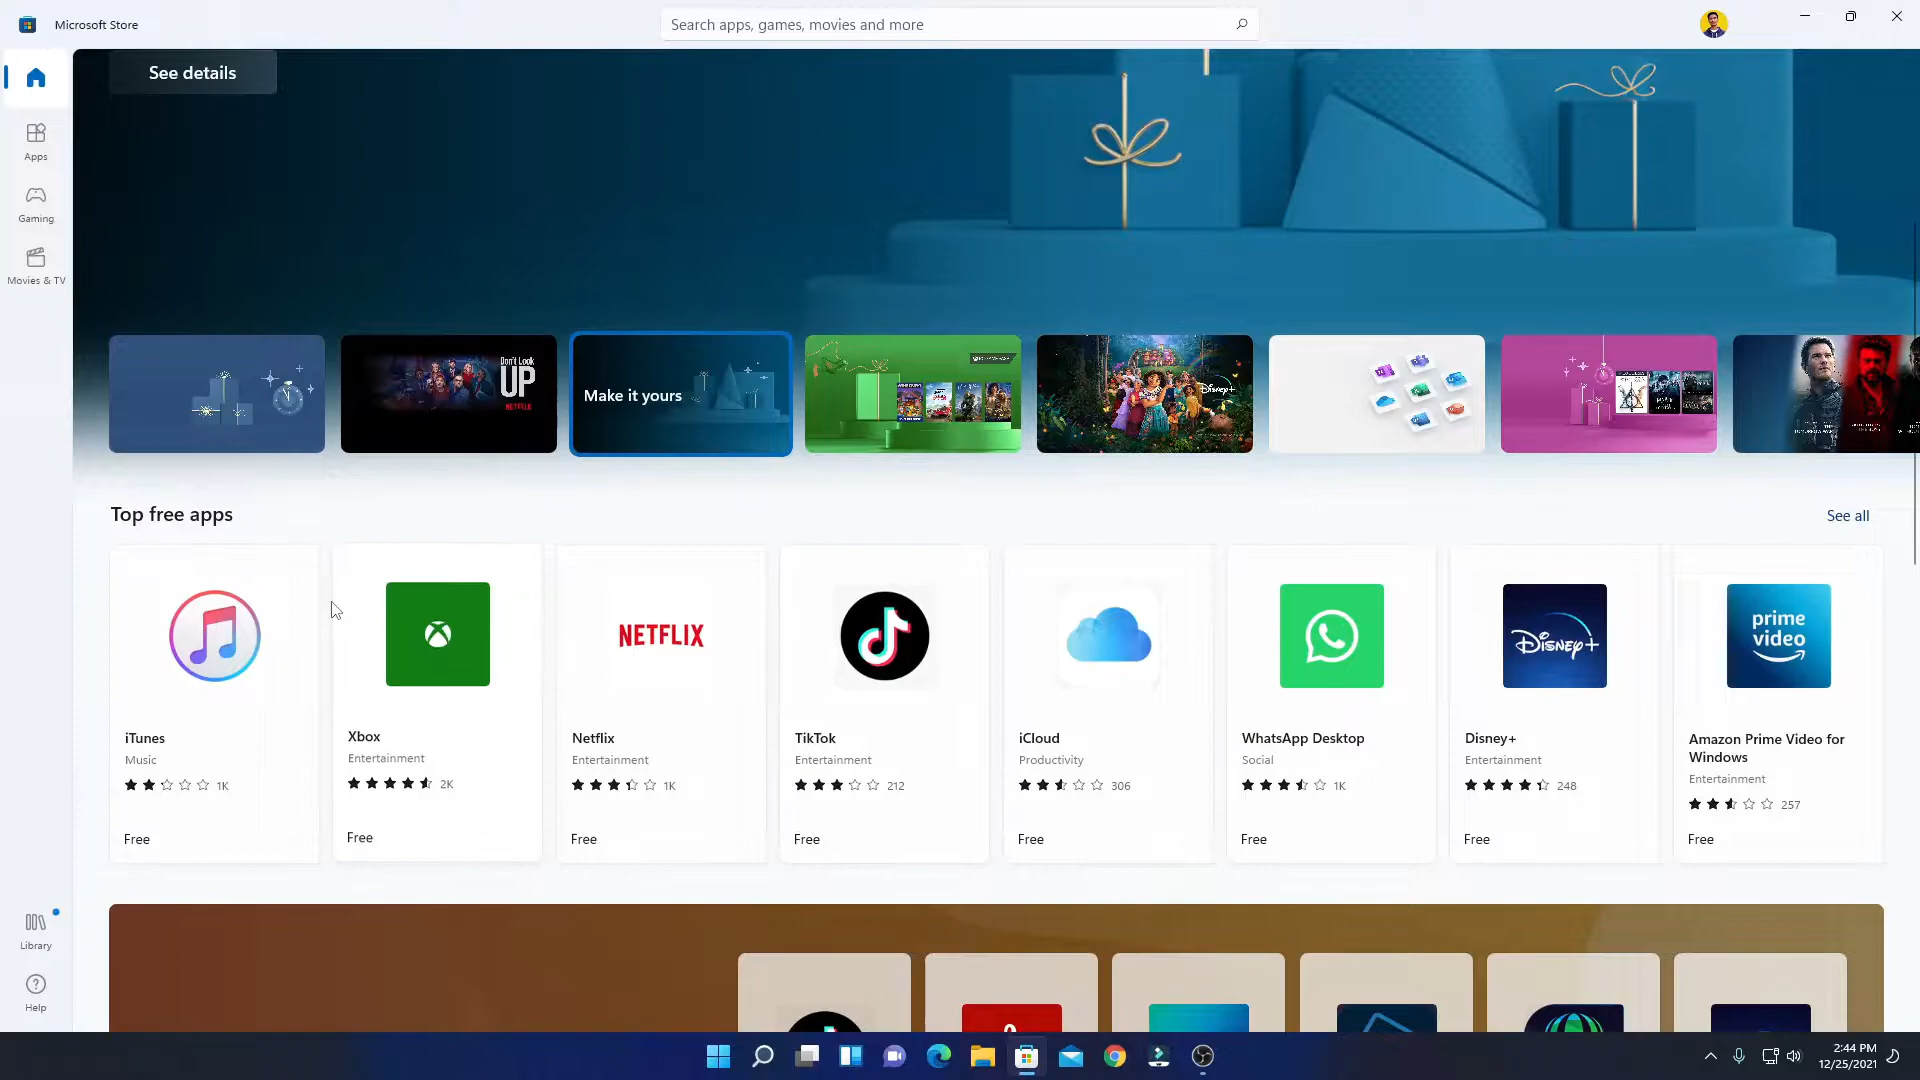 Microsoft Store
Search apps, games, movies and more
See details
Apps
Gaming
Movies & TV
Don't Look
UP
NETFLIX
Make it yours
Disney+
Top free apps
See all
NETFLIX
Disney+
prime
video
iTunes
Music
1K
Free
Xbox
Entertainment
2K
Free
Netflix
Entertainment
1K
Free
TikTok
Entertainment
212
Free
iCloud
Productivity
306
Free
WhatsApp Desktop
Social
1K
Free
Disney+
Entertainment
248
Free
Amazon Prime Video for
Windows
Entertainment
257
Free
Library
Help
2:44 PM
12/25/2021